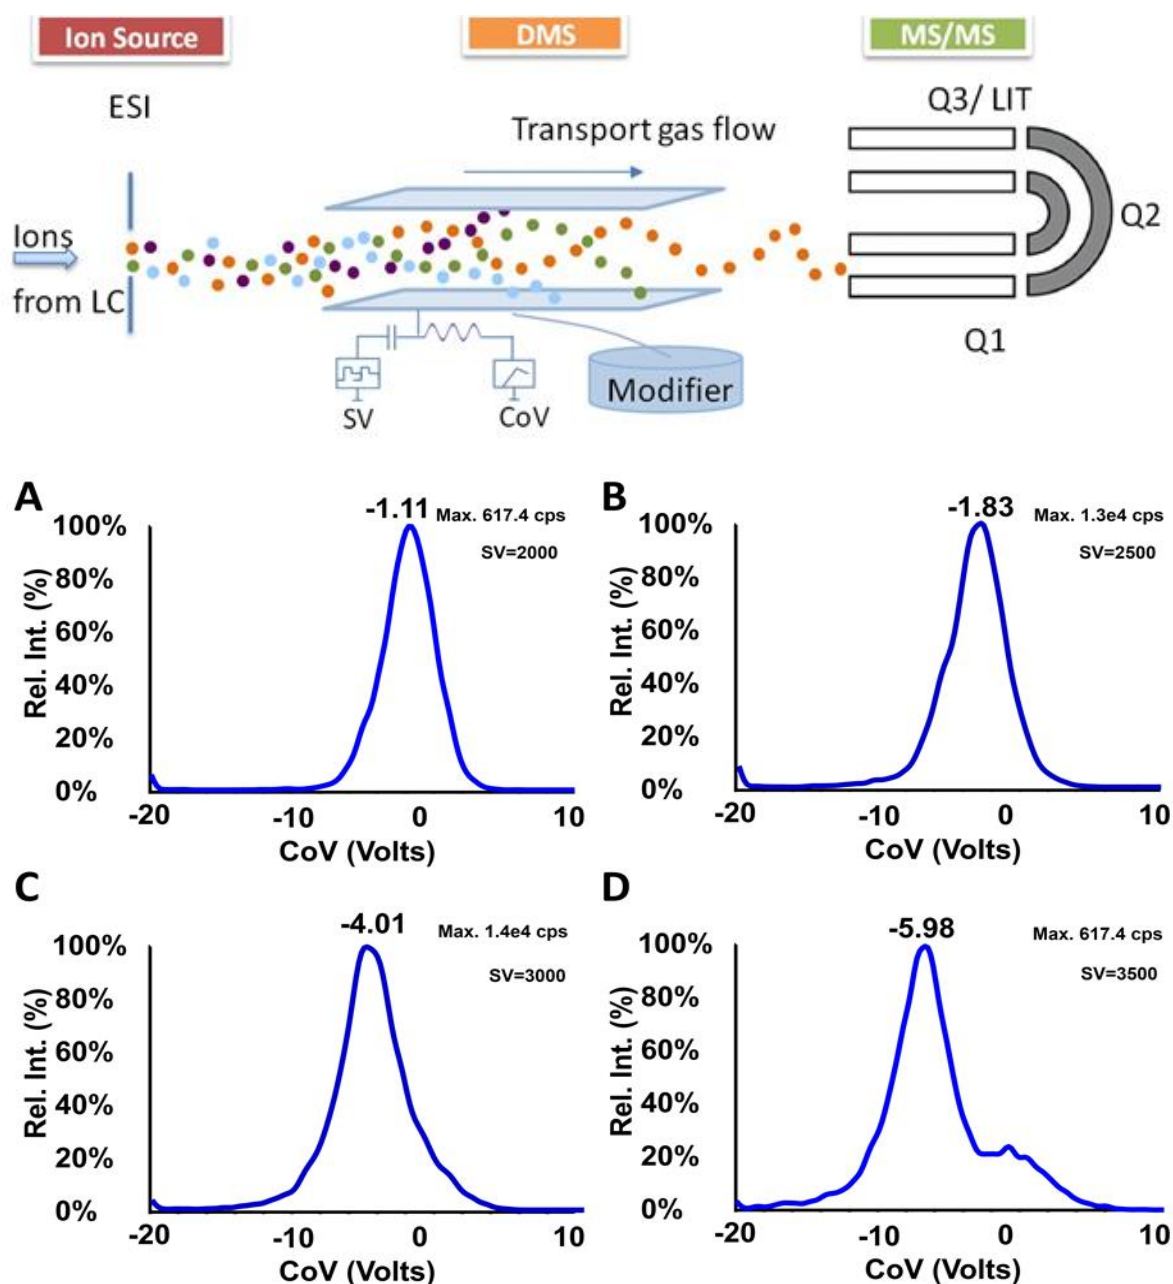 Ion Source
DMS
MS/MS
ESI
Q3/ LIT
Transport gas flow
Q2
Ions
from LC
Q1
Modifier
SV
CoV
A
-1.11
Max. 617.4 cps
SV=2000
100%
80%
60%
40%
20%
0%
Rel. Int. (%)
-20
-10
0
10
CoV (Volts)
B
-1.83
Max. 1.3e4 cps
SV=2500
100%
80%
60%
40%
20%
0%
Rel. Int. (%)
-20
-10
0
10
CoV (Volts)
C
-4.01
Max. 1.4e4 cps
SV=3000
100%
80%
60%
40%
20%
0%
Rel. Int. (%)
-20
-10
0
10
CoV (Volts)
D
-5.98
Max. 617.4 cps
SV=3500
100%
80%
60%
40%
20%
0%
Rel. Int. (%)
-20
-10
0
10
CoV (Volts)